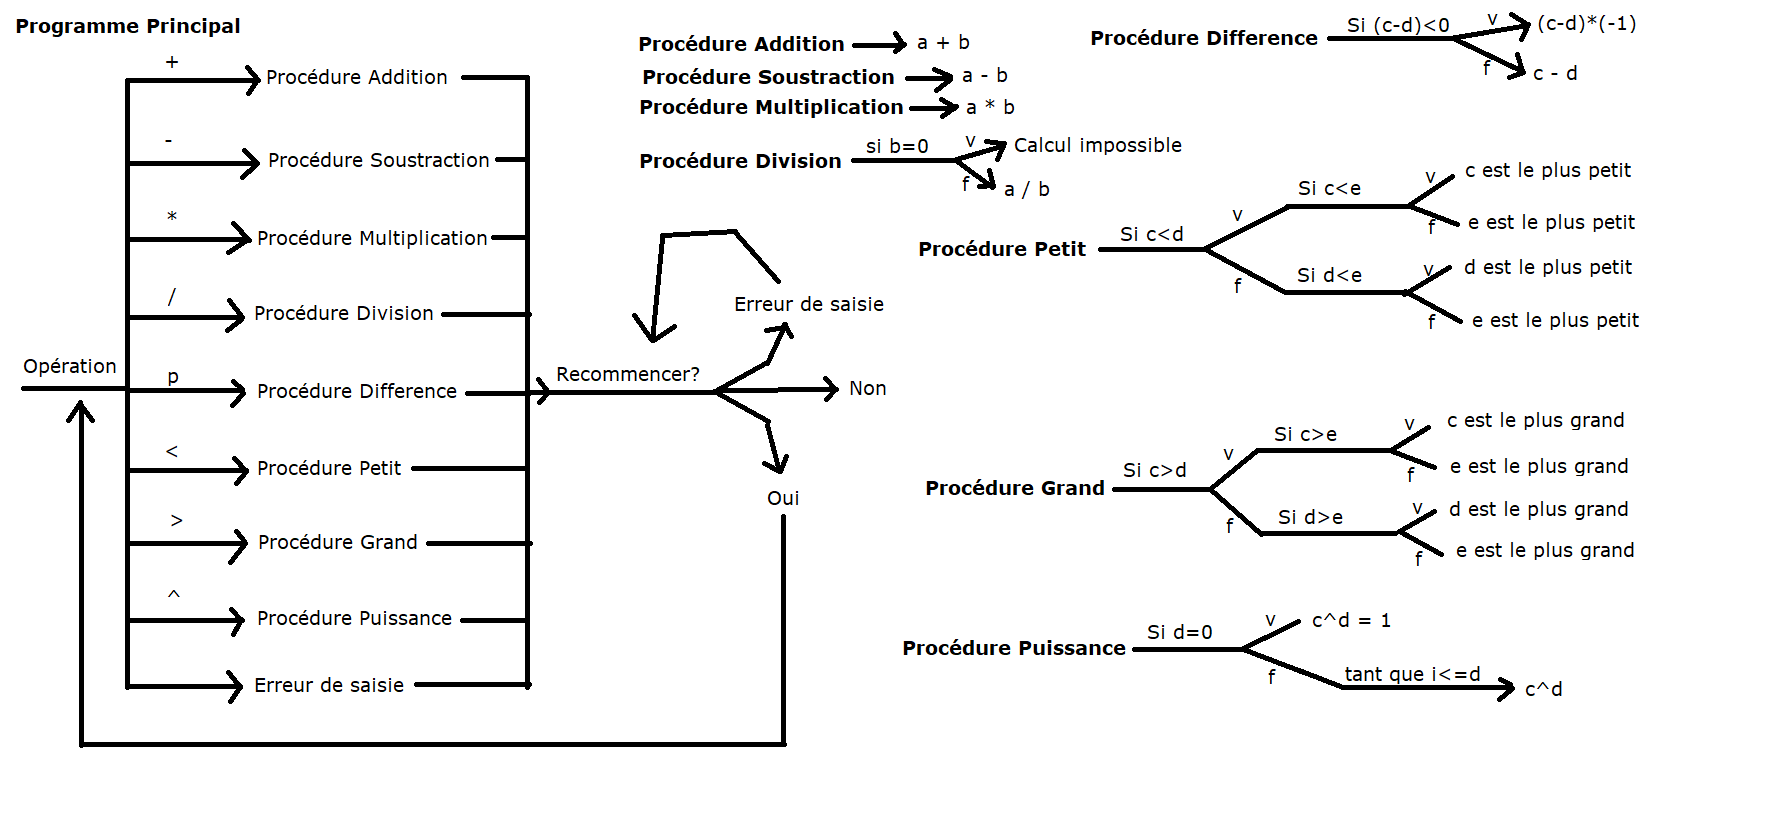 Programme Principal
+
Procédure Addition
-
Procédure Soustraction
*
Procédure Multiplication
/
Procédure Division
Opération
p
Procédure Difference
<
Procédure Petit
>
Procédure Grand
^
Procédure Puissance
Erreur de saisie
Recommencer?
Erreur de saisie
Non
Oui
Procédure Addition a + b
Procédure Soustraction a - b
Procédure Multiplication a * b
Procédure Division si b=0
v Calcul impossible
f a / b
Procédure Difference Si (c-d)<0
v (c-d)*(-1)
f c - d
Procédure Petit Si c<d
v Si c<e
v c est le plus petit
f e est le plus petit
f Si d<e
v d est le plus petit
f e est le plus petit
Procédure Grand Si c>d
v Si c>e
v c est le plus grand
f e est le plus grand
f Si d>e
v d est le plus grand
f e est le plus grand
Procédure Puissance Si d=0
v c^d = 1
f tant que i<=d c^d